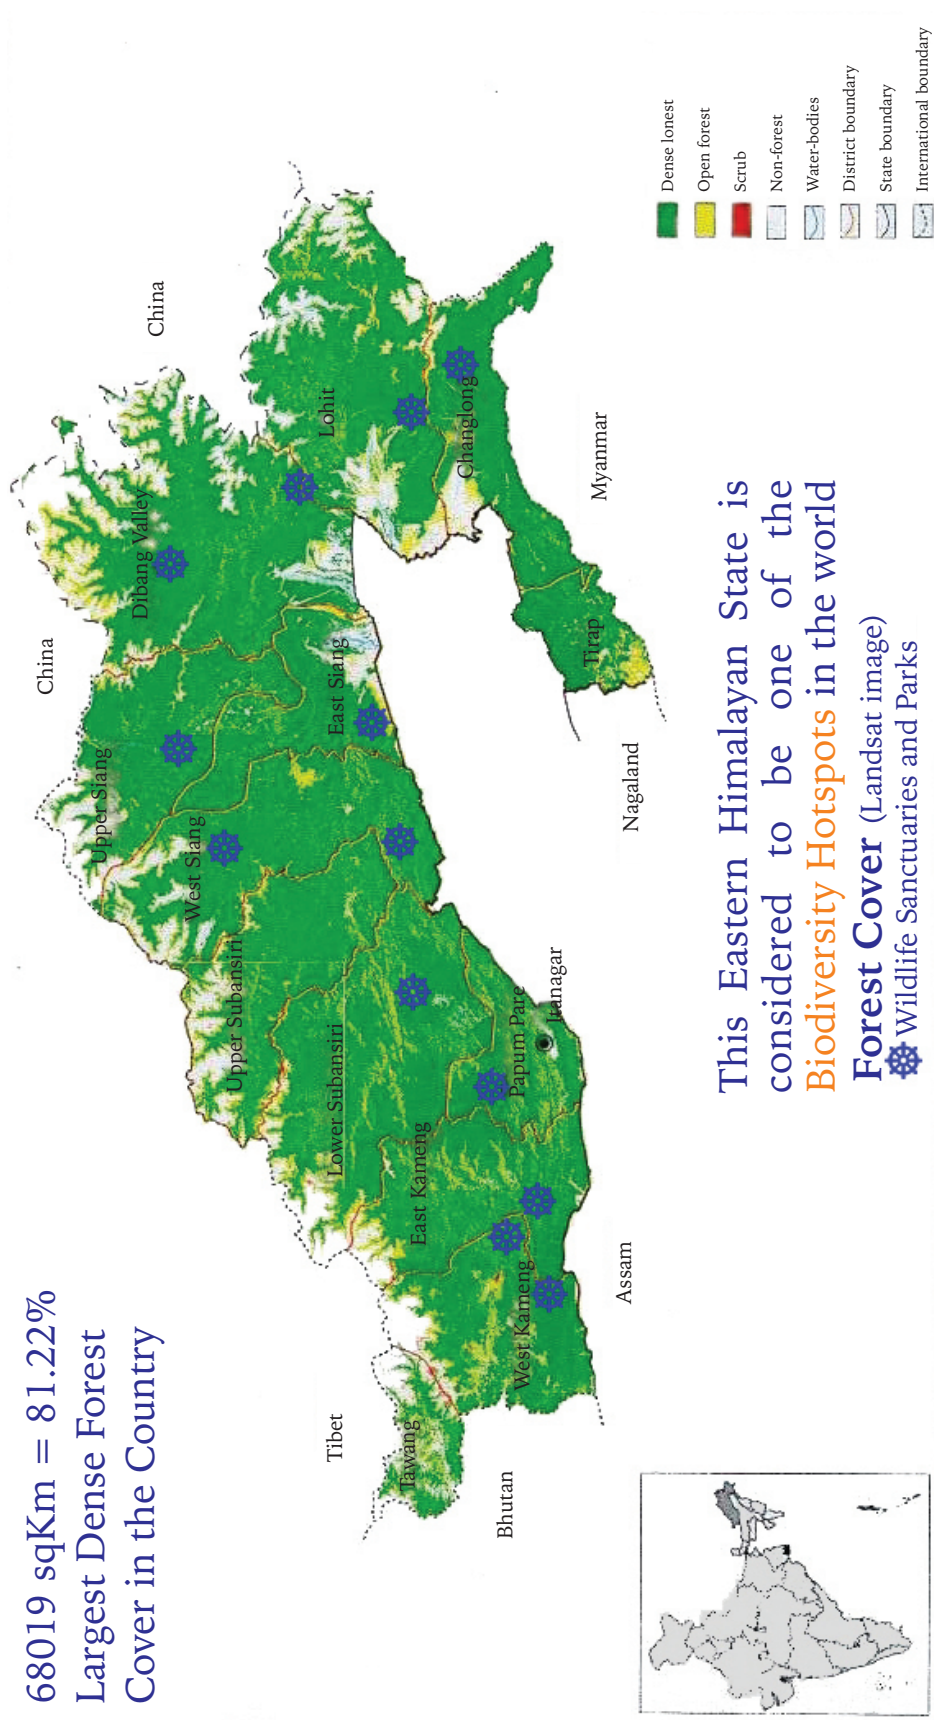 68019 sqKm = 81.22%
Largest Dense Forest
Cover in the Country
China
China
Tibet
Bhutan
Assam
Nagaland
Myanmar
Tawang
West Kameng
East Kameng
Papum Pare
Itanagar
Lower Subansiri
Upper Subansiri
West Siang
Upper Siang
East Siang
Dibang Valley
Lohit
Changlong
Tirap
This Eastern Himalayan State is
considered to be one of the
Biodiversity Hotspots in the world
Forest Cover (Landsat image)
Wildlife Sanctuaries and Parks
Dense lonest
Open forest
Scrub
Non-forest
Water-bodies
District boundary
State boundary
International boundary